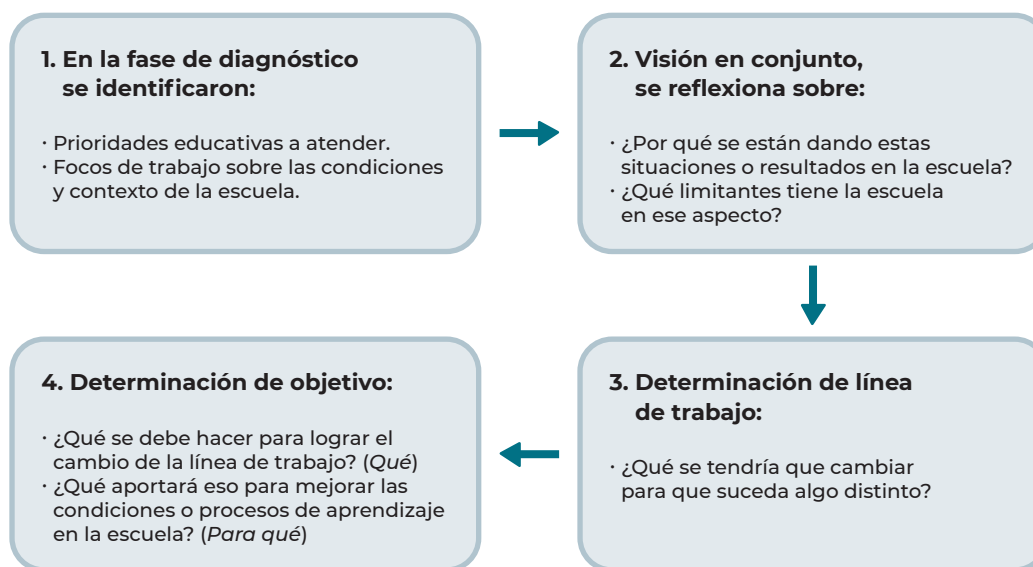 1. En la fase de diagnóstico
se identificaron:
· Prioridades educativas a atender.
· Focos de trabajo sobre las condiciones
y contexto de la escuela.
2. Visión en conjunto,
se reflexiona sobre:
· ¿Por qué se están dando estas
situaciones o resultados en la escuela?
· ¿Qué limitantes tiene la escuela
en ese aspecto?
3. Determinación de línea
de trabajo:
· ¿Qué se tendría que cambiar
para que suceda algo distinto?
4. Determinación de objetivo:
· ¿Qué se debe hacer para lograr el
cambio de la línea de trabajo? (Qué)
· ¿Qué aportará eso para mejorar las
condiciones o procesos de aprendizaje
en la escuela? (Para qué)